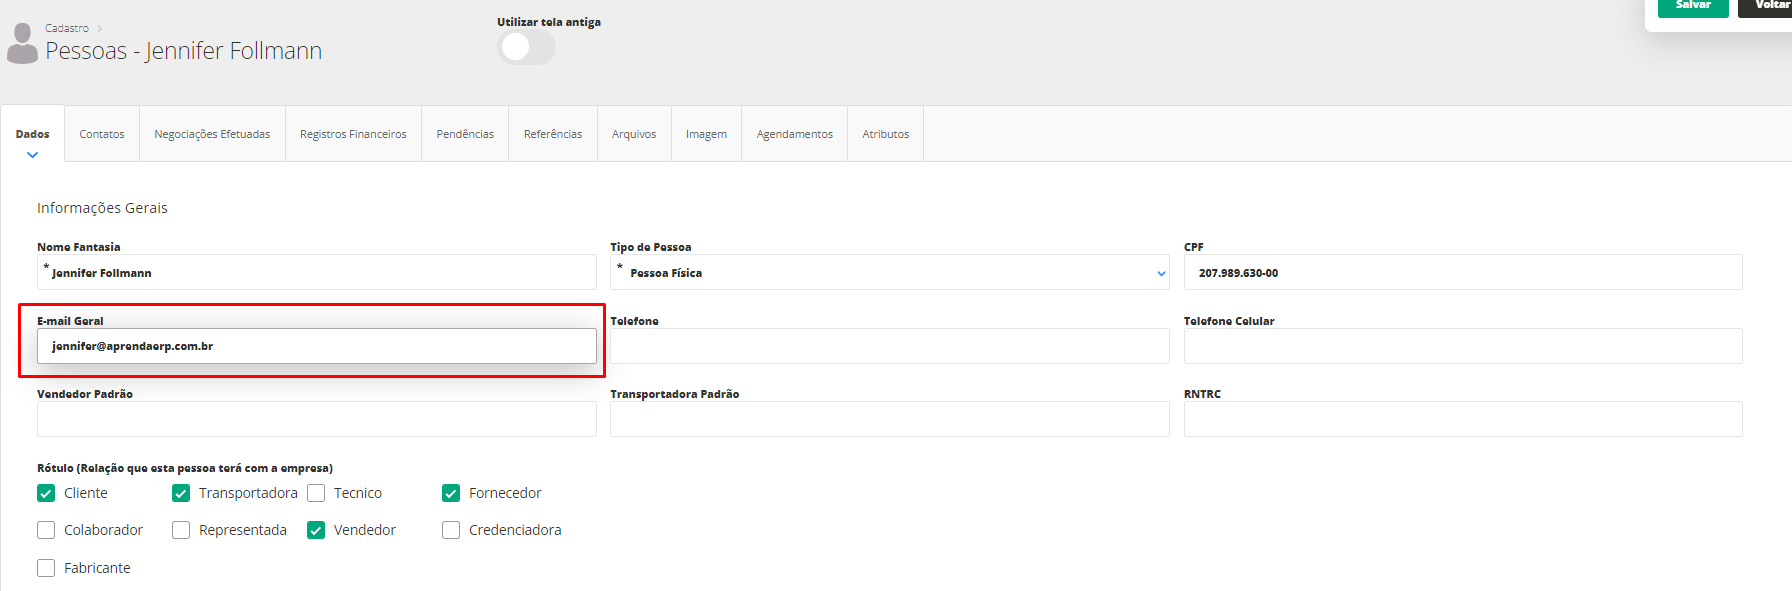 Utilizar tela antiga
Salvar
Voltar
Cadastro
Pessoas - Jennifer Follmann
Dados
Contatos
Negociações Efetuadas
Registros Financeiros
Pendências
Referências
Arquivos
Imagem
Agendamentos
Atributos
Informações Gerais
Nome Fantasia
Tipo de Pessoa
CPF
* Jennifer Follmann
* Pessoa Física
207.989.630-00
E-mail Geral
Telefone
Telefone Celular
jennifer@aprendaerp.com.br
Vendedor Padrão
Transportadora Padrão
RNTRC
Rótulo (Relação que esta pessoa terá com a empresa)
Cliente
Transportadora
Tecnico
Fornecedor
Colaborador
Representada
Vendedor
Credenciadora
Fabricante